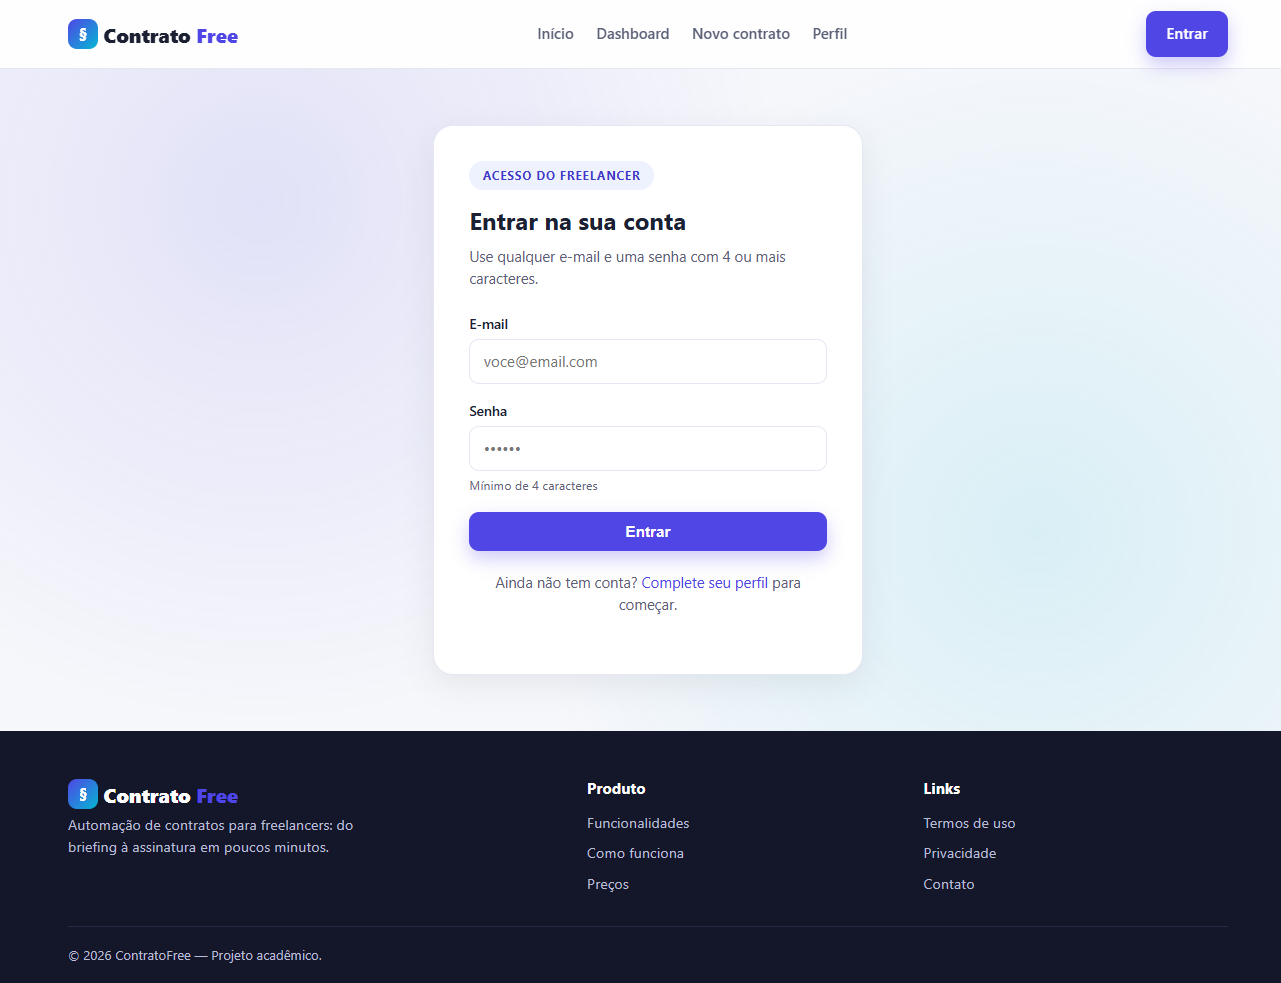 § Contrato Free
Início Dashboard Novo contrato Perfil
Entrar
ACESSO DO FREELANCER
Entrar na sua conta
Use qualquer e-mail e uma senha com 4 ou mais
caracteres.
E-mail
voce@email.com
Senha
••••••
Mínimo de 4 caracteres
Entrar
Ainda não tem conta? Complete seu perfil para
começar.
§ Contrato Free
Automação de contratos para freelancers: do
briefing à assinatura em poucos minutos.
Produto
Funcionalidades
Como funciona
Preços
Links
Termos de uso
Privacidade
Contato
© 2026 ContratoFree — Projeto acadêmico.